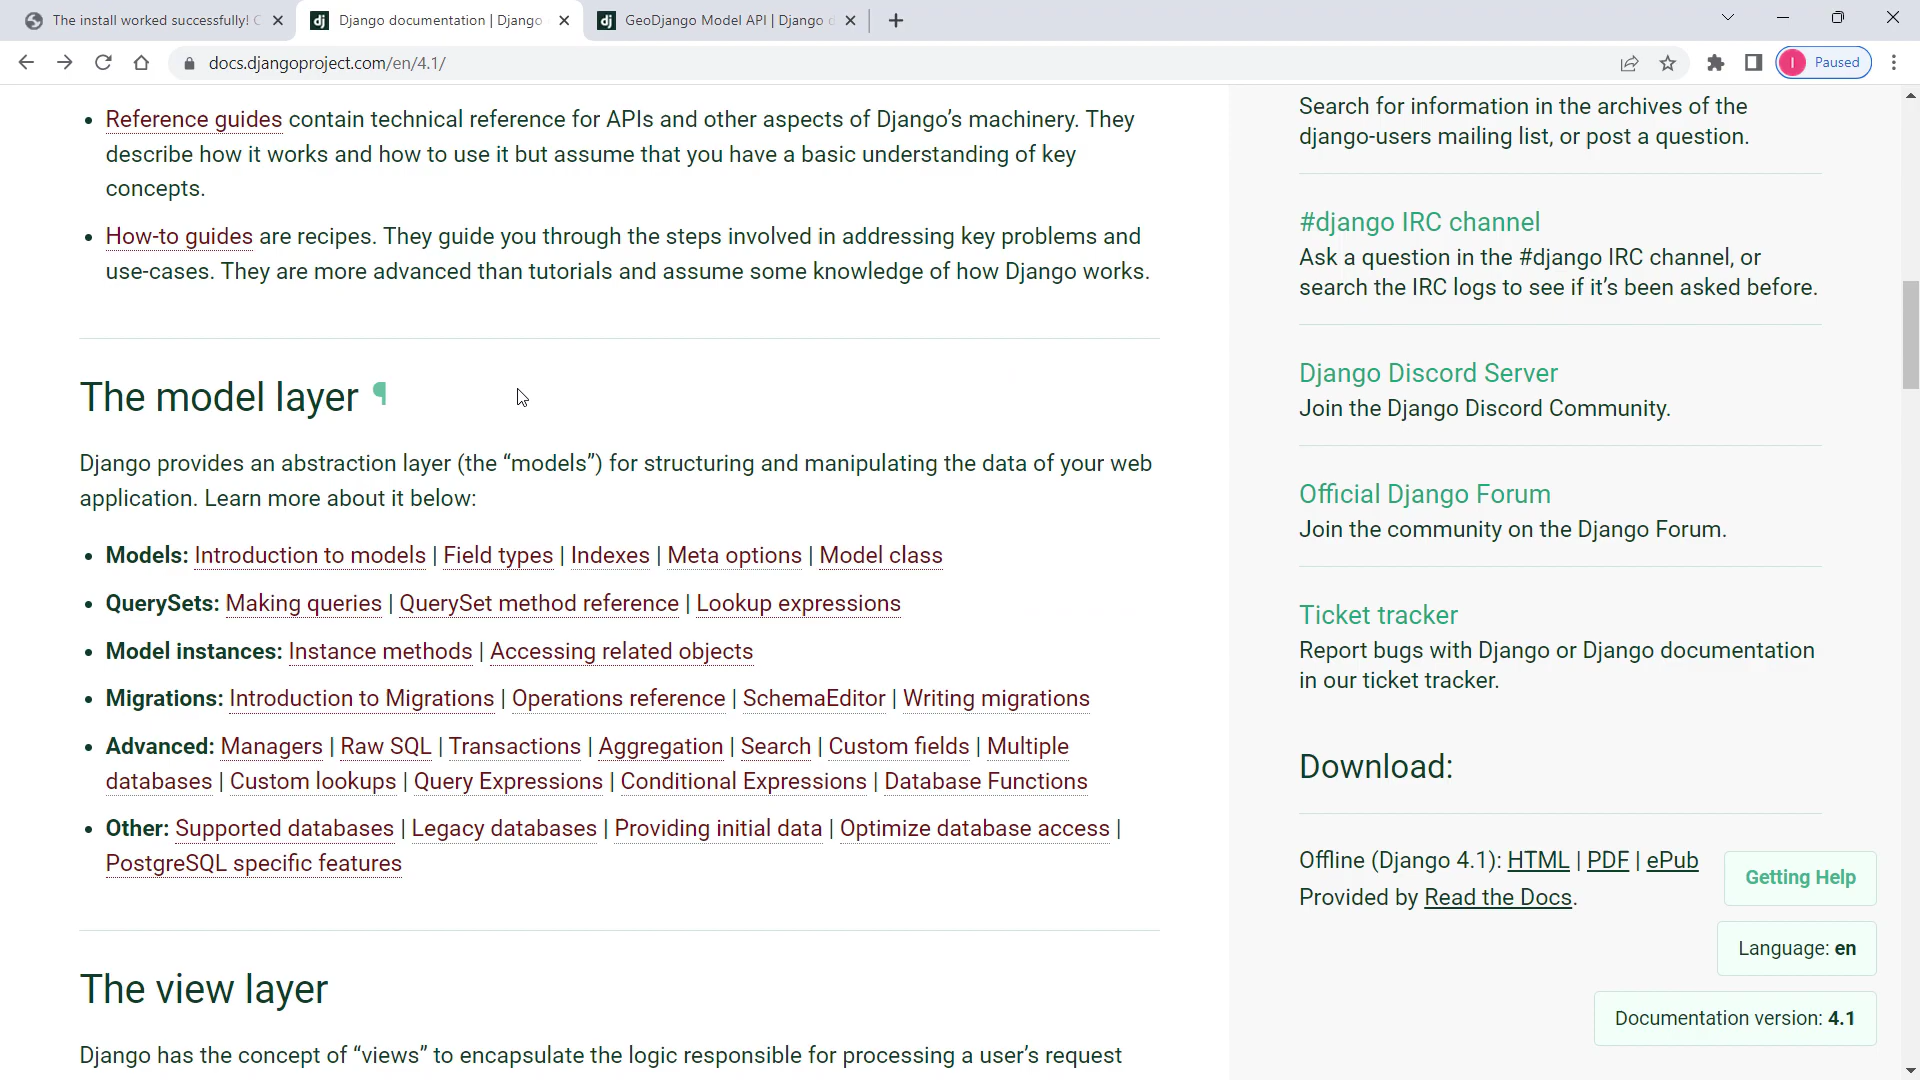 The install worked successfully! C
Django documentation | Django
GeoDjango Model API | Django d
docs.djangoproject.com/en/4.1/
I Paused
• Reference guides contain technical reference for APIs and other aspects of Django’s machinery. They
describe how it works and how to use it but assume that you have a basic understanding of key
concepts.
• How-to guides are recipes. They guide you through the steps involved in addressing key problems and
use-cases. They are more advanced than tutorials and assume some knowledge of how Django works.
The model layer ¶
Django provides an abstraction layer (the “models”) for structuring and manipulating the data of your web
application. Learn more about it below:
• Models: Introduction to models | Field types | Indexes | Meta options | Model class
• QuerySets: Making queries | QuerySet method reference | Lookup expressions
• Model instances: Instance methods | Accessing related objects
• Migrations: Introduction to Migrations | Operations reference | SchemaEditor | Writing migrations
• Advanced: Managers | Raw SQL | Transactions | Aggregation | Search | Custom fields | Multiple
databases | Custom lookups | Query Expressions | Conditional Expressions | Database Functions
• Other: Supported databases | Legacy databases | Providing initial data | Optimize database access |
PostgreSQL specific features
The view layer
Django has the concept of “views” to encapsulate the logic responsible for processing a user’s request
Search for information in the archives of the
django-users mailing list, or post a question.
#django IRC channel
Ask a question in the #django IRC channel, or
search the IRC logs to see if it’s been asked before.
Django Discord Server
Join the Django Discord Community.
Official Django Forum
Join the community on the Django Forum.
Ticket tracker
Report bugs with Django or Django documentation
in our ticket tracker.
Download:
Offline (Django 4.1): HTML | PDF | ePub
Provided by Read the Docs.
Getting Help
Language: en
Documentation version: 4.1